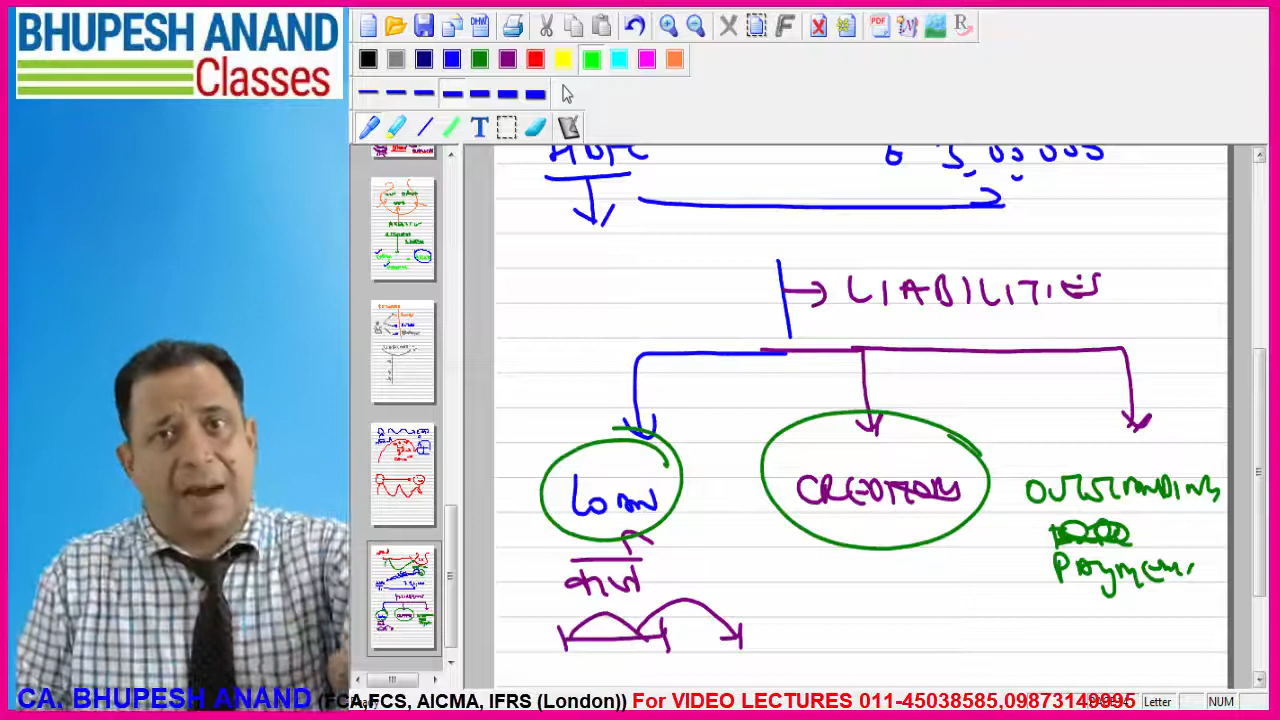 BHUPESH ANAND
Classes
→ LIABILITIES
Loan
CREDITORS
OUTSTANDING
Payment
CA. BHUPESH ANAND (FCA,FCS, AICMA, IFRS (London)) For VIDEO LECTURES 011-45038585,09873149995
Letter
NUM